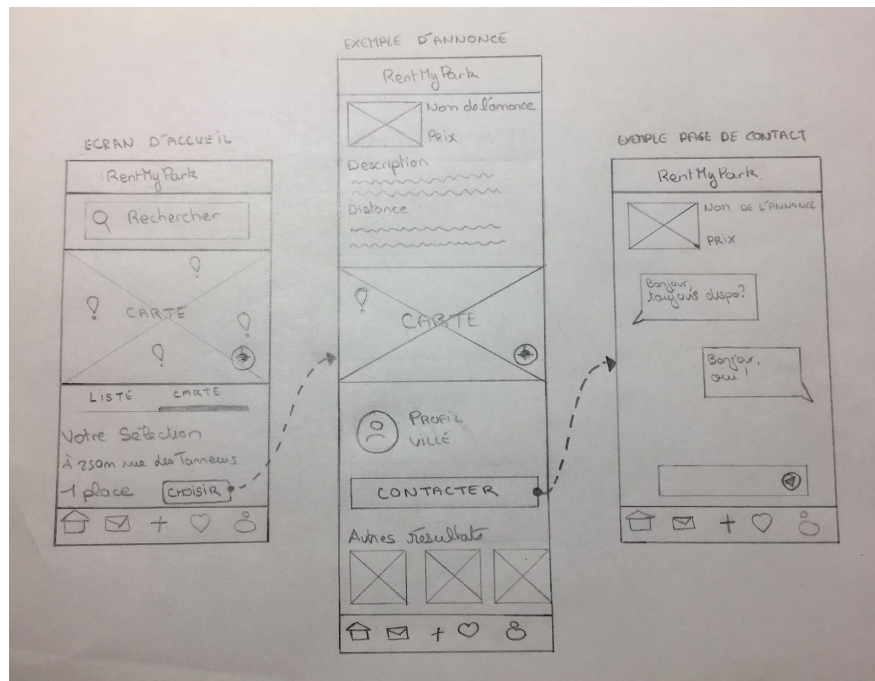 ECRAN D'ACCUEIL
RentMyPark
Rechercher
CARTE
LISTE
CARTE
Votre Sélection
À 250m rue des Tanneurs
1 place
CHOISIR
EXEMPLE D'ANNONCE
RentMyPark
Nom de l'annonce
Prix
Description
Distance
CARTE
PROFIL
VILLE
CONTACTER
Autres résultats
EXEMPLE PAGE DE CONTACT
RentMyPark
NOM DE L'ANNONCE
PRIX
Bonjour,
toujours dispo?
Bonjour,
oui !